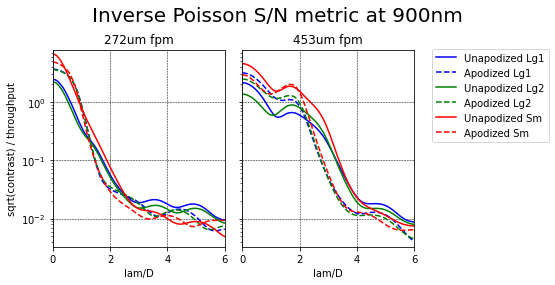 Inverse Poisson S/N metric at 900nm
272um fpm
453um fpm
sqrt(contrast) / throughput
10⁰
10⁻¹
10⁻²
0 2 4 6
0 2 4 6
lam/D
lam/D
Unapodized Lg1
Apodized Lg1
Unapodized Lg2
Apodized Lg2
Unapodized Sm
Apodized Sm